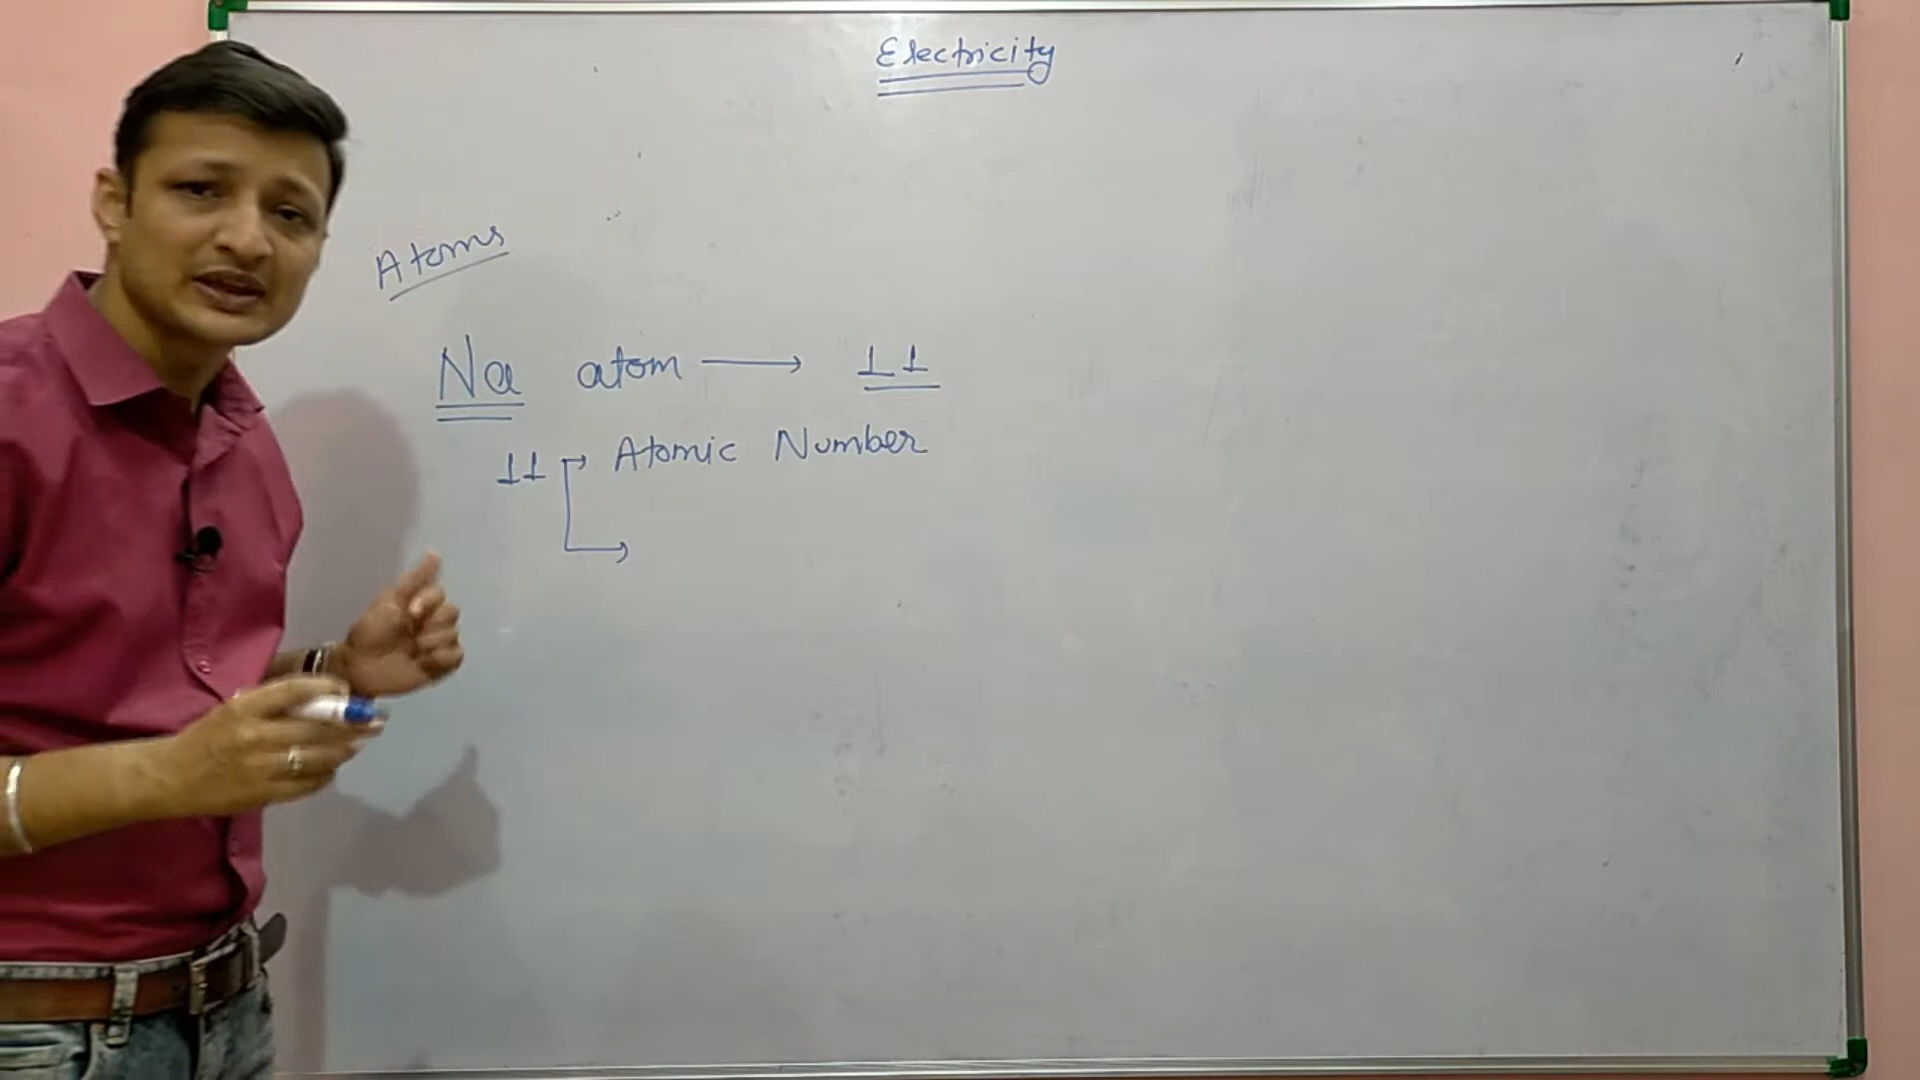 Electricity
Atoms
Na atom → 11
11 → Atomic Number
→